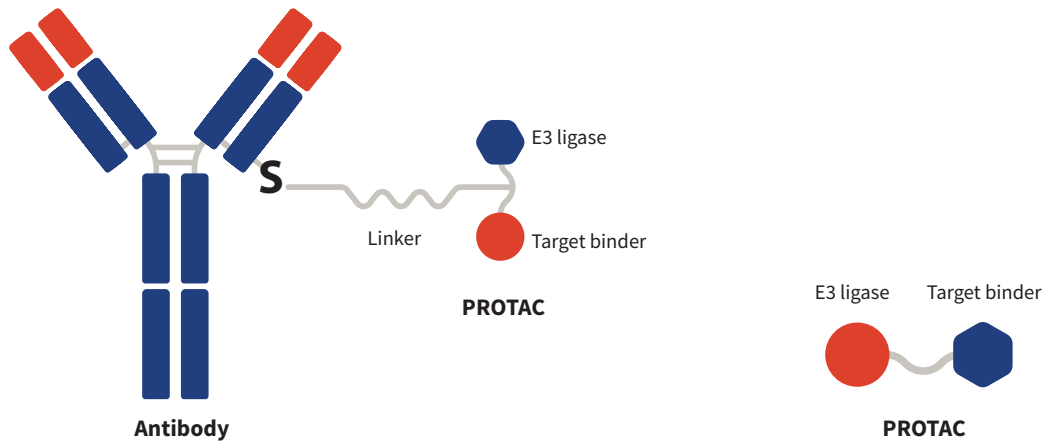 E3 ligase
S
Linker
Target binder
PROTAC
Antibody
E3 ligase
Target binder
PROTAC